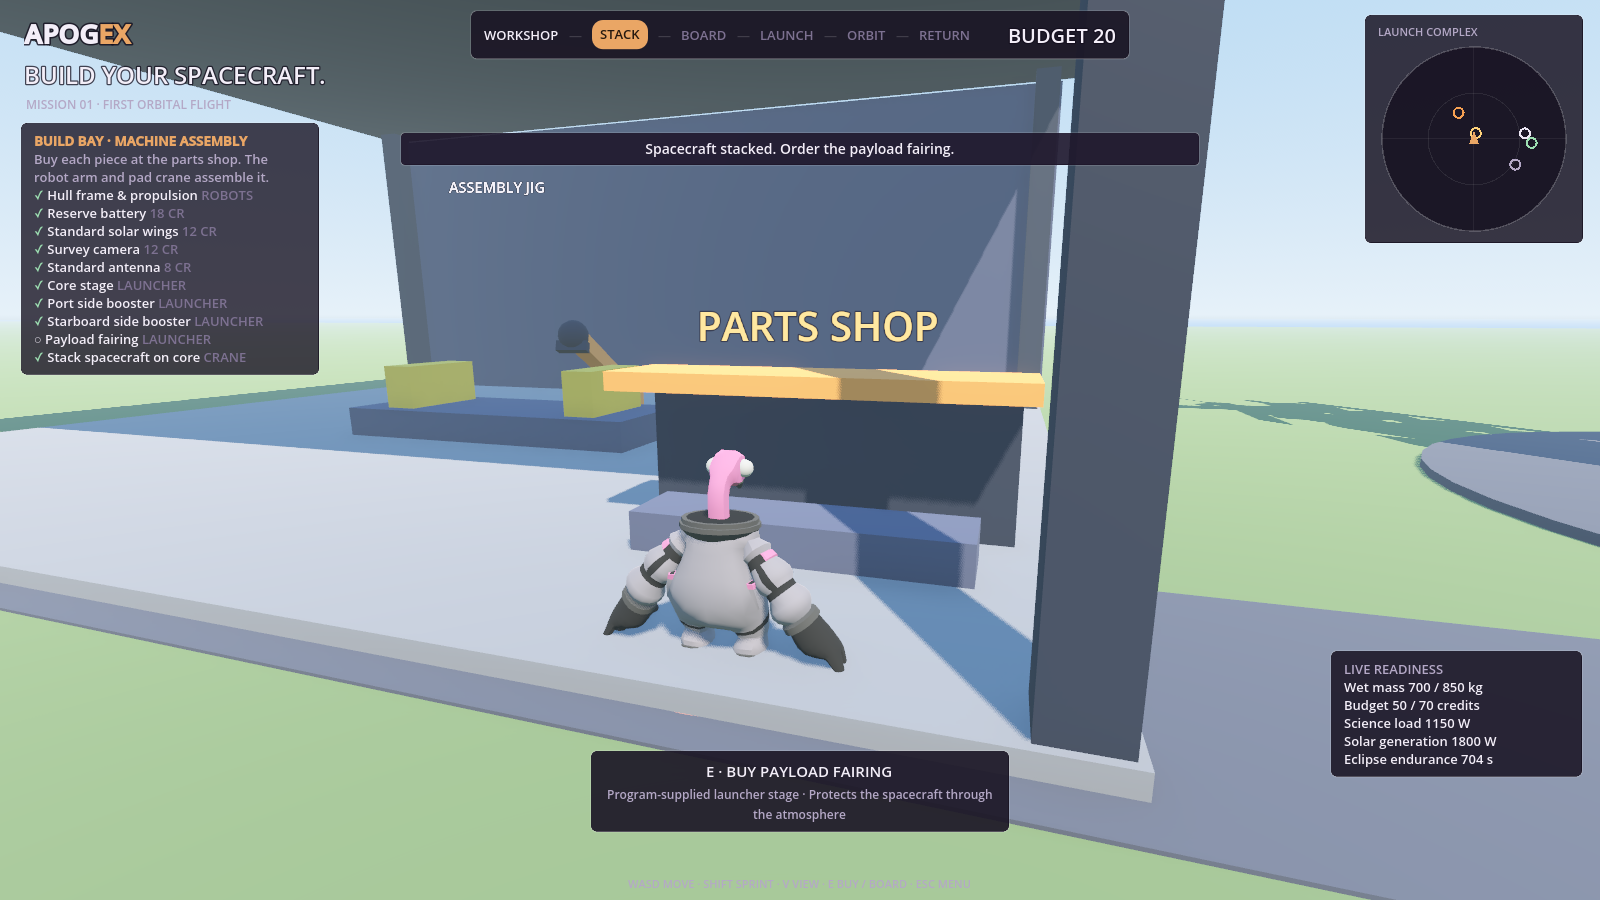 APOGEX
BUILD YOUR SPACECRAFT.
MISSION 01 · FIRST ORBITAL FLIGHT
WORKSHOP — STACK — BOARD — LAUNCH — ORBIT — RETURN BUDGET 20
LAUNCH COMPLEX
BUILD BAY · MACHINE ASSEMBLY
Buy each piece at the parts shop. The
robot arm and pad crane assemble it.
✓ Hull frame & propulsion ROBOTS
✓ Reserve battery 18 CR
✓ Standard solar wings 12 CR
✓ Survey camera 12 CR
✓ Standard antenna 8 CR
✓ Core stage LAUNCHER
✓ Port side booster LAUNCHER
✓ Starboard side booster LAUNCHER
○ Payload fairing LAUNCHER
✓ Stack spacecraft on core CRANE
Spacecraft stacked. Order the payload fairing.
ASSEMBLY JIG
PARTS SHOP
LIVE READINESS
Wet mass 700 / 850 kg
Budget 50 / 70 credits
Science load 1150 W
Solar generation 1800 W
Eclipse endurance 704 s
E · BUY PAYLOAD FAIRING
Program-supplied launcher stage · Protects the spacecraft through
the atmosphere
WASD MOVE · SHIFT SPRINT · V VIEW · E BUY / BOARD · ESC MENU